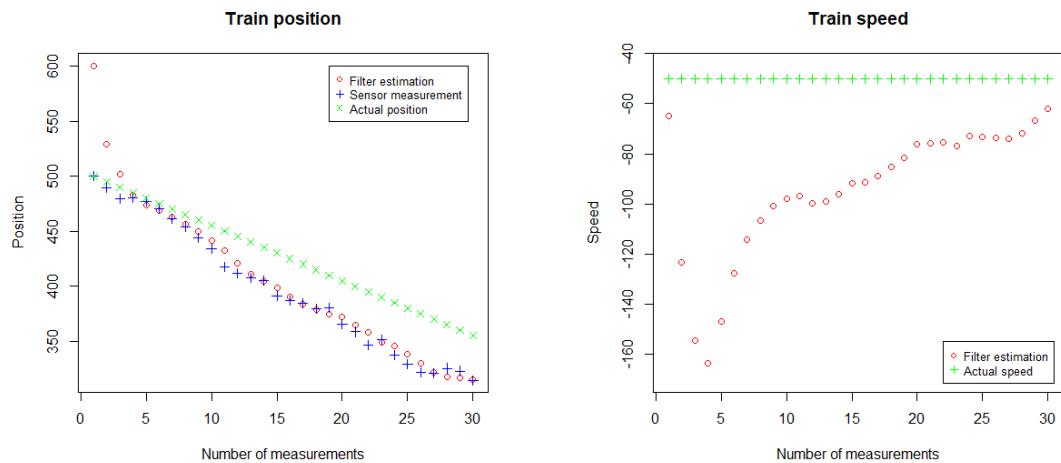 Train position
Position
600
550
500
450
400
350
Filter estimation
Sensor measurement
Actual position
0 5 10 15 20 25 30
Number of measurements
Train speed
Speed
-40
-60
-80
-100
-120
-140
-160
Filter estimation
Actual speed
0 5 10 15 20 25 30
Number of measurements